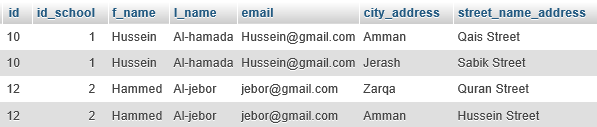 id id_school f_name l_name email city_address street_name_address
10 1 Hussein Al-hamada Hussein@gmail.com Amman Qais Street
10 1 Hussein Al-hamada Hussein@gmail.com Jerash Sabik Street
12 2 Hammed Al-jebor jebor@gmail.com Zarqa Quran Street
12 2 Hammed Al-jebor jebor@gmail.com Amman Hussein Street